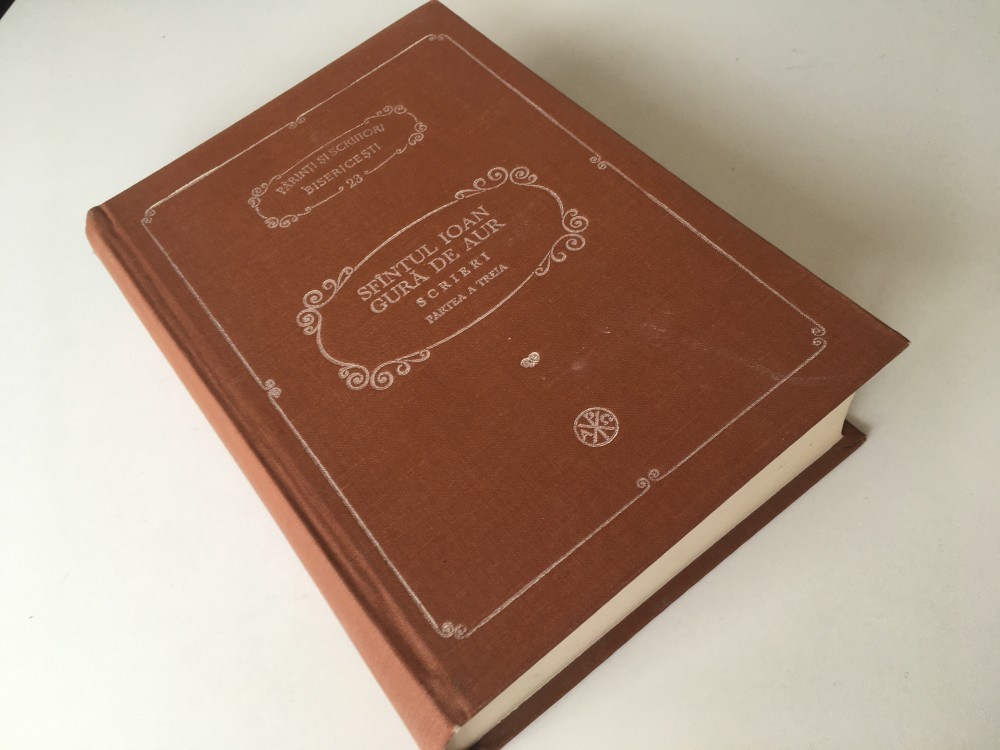 PĂRINȚI ȘI SCRIITORI
BISERICEȘTI
23
SFÎNTUL IOAN
GURĂ DE AUR
SCRIERI
PARTEA A TREIA